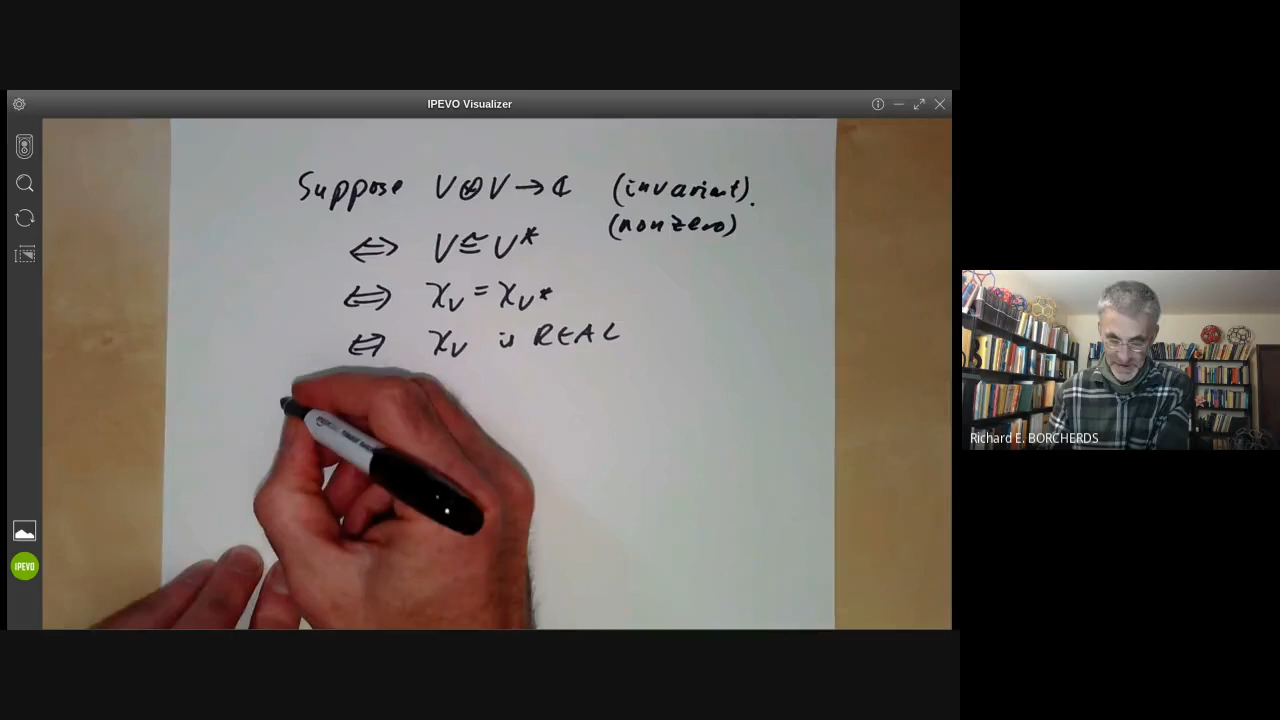 IPEVO Visualizer
Suppose V⊗V → ℂ (invariant).
(nonzero)
⇔ V ≅ V*
⇔ χ_V = χ_V*
⇔ χ_V is REAL
IPEVO
Richard E. BORCHERDS